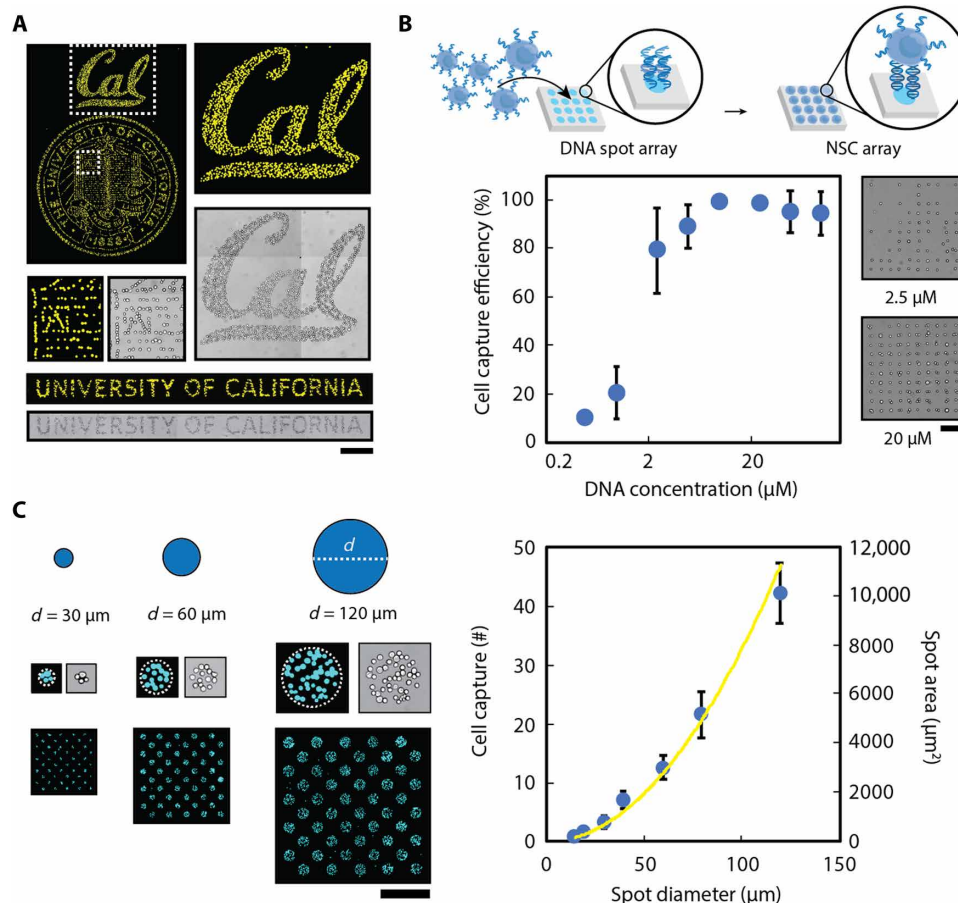 A
Cal
THE UNIVERSITY OF CALIFORNIA
1868
Cal
Cal
UNIVERSITY OF CALIFORNIA
UNIVERSITY OF CALIFORNIA
B
DNA spot array
NSC array
Cell capture efficiency (%)
100
80
60
40
20
0
0.2
2
20
DNA concentration (μM)
2.5 μM
20 μM
C
d
d = 30 μm
d = 60 μm
d = 120 μm
Cell capture (#)
50
40
30
20
10
0
0
50
100
150
Spot diameter (μm)
12,000
10,000
8000
6000
4000
2000
0
Spot area (μm²)